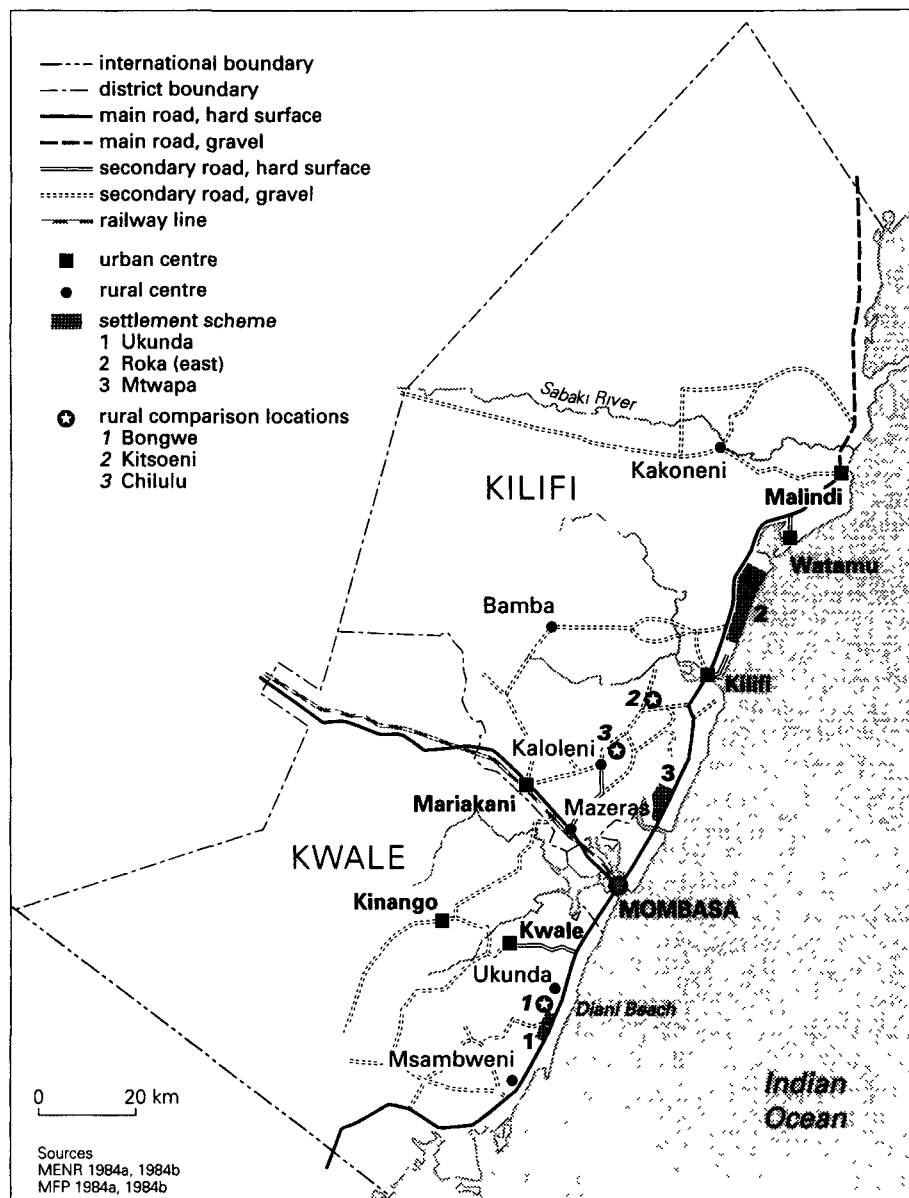 international boundary
district boundary
main road, hard surface
main road, gravel
secondary road, hard surface
secondary road, gravel
railway line
urban centre
rural centre
settlement scheme
1 Ukunda
2 Roka (east)
3 Mtwapa
rural comparison locations
1 Bongwe
2 Kitsoeni
3 Chilulu
Sabaki River
Kakoneni
KILIFI
Malindi
Watamu
Bamba
2
Kilifi
2
3
Kaloleni
3
Mariakani
Mazeras
KWALE
MOMBASA
Kinango
Kwale
Ukunda
1
Diani Beach
1
Msambweni
Indian
Ocean
0 20 km
Sources
MENR 1984a, 1984b
MFP 1984a, 1984b